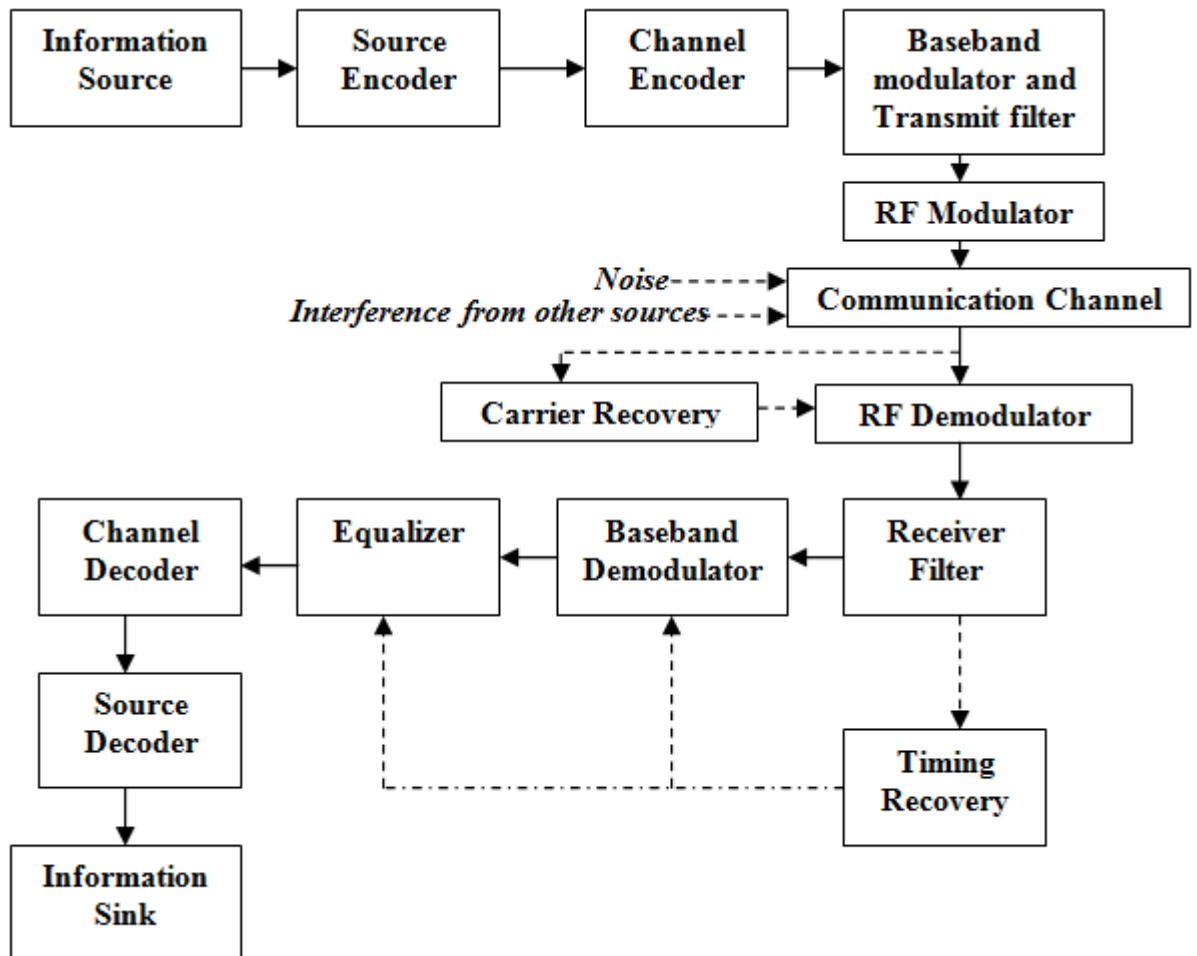 Information
Source
Source
Encoder
Channel
Encoder
Baseband
modulator and
Transmit filter
RF Modulator
Noise
Interference from other sources
Communication Channel
Carrier Recovery
RF Demodulator
Channel
Decoder
Equalizer
Baseband
Demodulator
Receiver
Filter
Source
Decoder
Timing
Recovery
Information
Sink